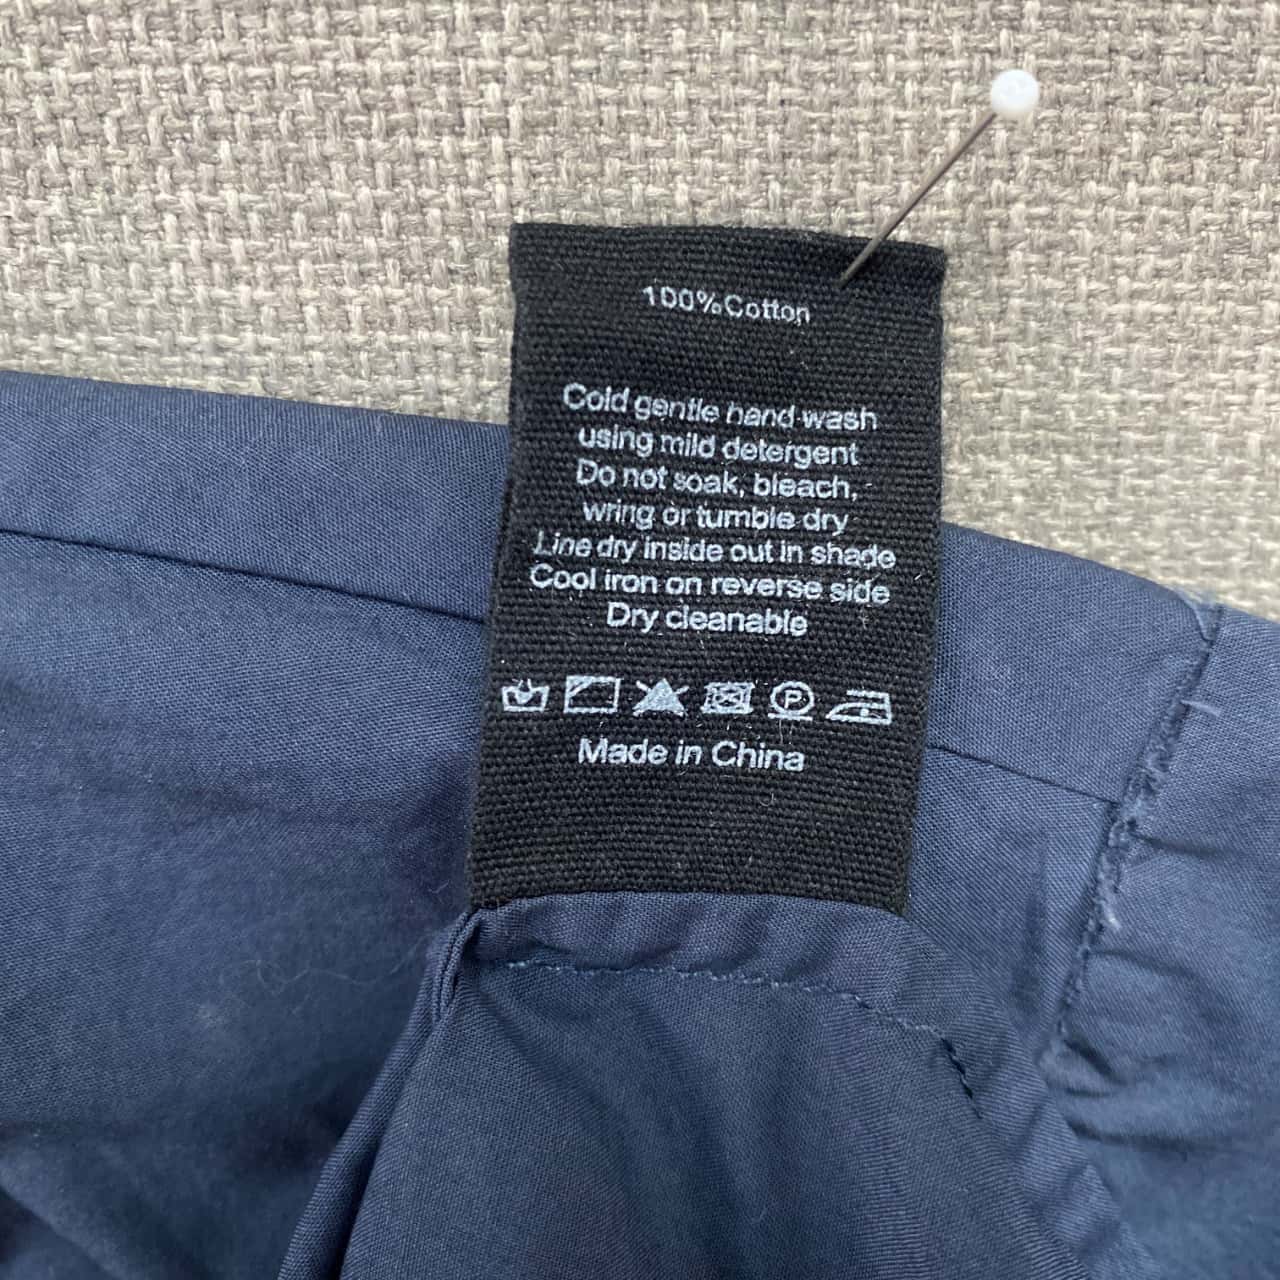 100%Cotton
Cold gentle hand wash
using mild detergent
Do not soak, bleach,
wring or tumble dry
Line dry inside out in shade
Cool iron on reverse side
Dry cleanable
P
Made in China